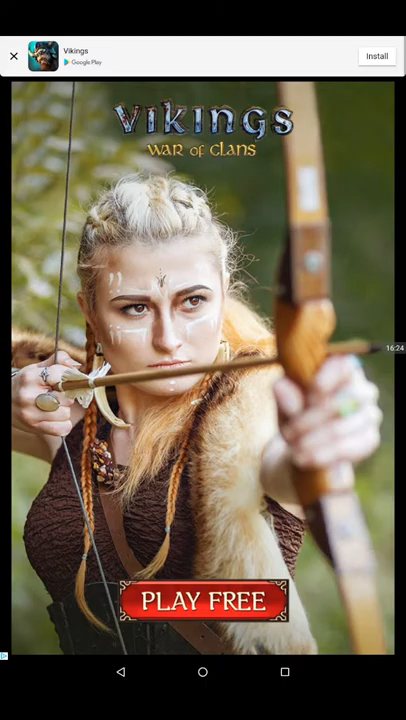 Vikings
Google Play
Install
VIKINGS
WAR OF CLANS
16:24
PLAY FREE